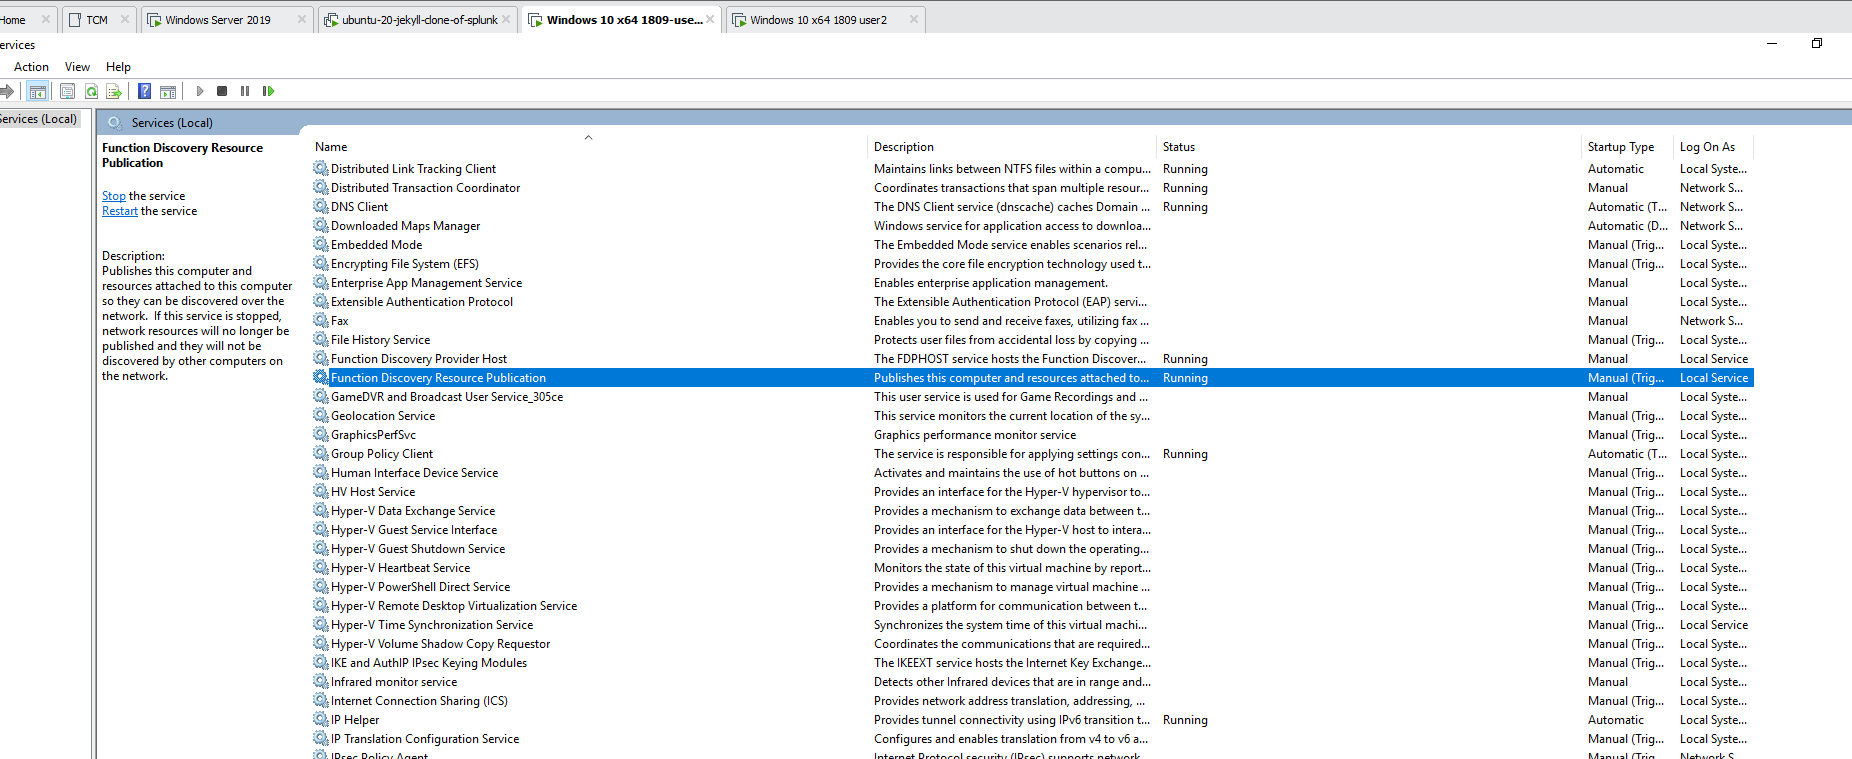 Home TCM Windows Server 2019 ubuntu-20-jekyll-clone-of-splunk Windows 10 x64 1809-use... Windows 10 x64 1809 user2
ervices
Action View Help
Services (Local)
Services (Local)
Function Discovery Resource Publication
Stop the service
Restart the service
Description:
Publishes this computer and
resources attached to this computer
so they can be discovered over the
network. If this service is stopped,
network resources will no longer be
published and they will not be
discovered by other computers on
the network.
Name Description Status Startup Type Log On As
Distributed Link Tracking Client Maintains links between NTFS files within a compu... Running Automatic Local Syste...
Distributed Transaction Coordinator Coordinates transactions that span multiple resour... Running Manual Network S...
DNS Client The DNS Client service (dnscache) caches Domain ... Running Automatic (T... Network S...
Downloaded Maps Manager Windows service for application access to downloa... Automatic (D... Network S...
Embedded Mode The Embedded Mode service enables scenarios rel... Manual (Trig... Local Syste...
Encrypting File System (EFS) Provides the core file encryption technology used t... Manual (Trig... Local Syste...
Enterprise App Management Service Enables enterprise application management. Manual Local Syste...
Extensible Authentication Protocol The Extensible Authentication Protocol (EAP) servi... Manual Local Syste...
Fax Enables you to send and receive faxes, utilizing fax ... Manual Network S...
File History Service Protects user files from accidental loss by copying ... Manual (Trig... Local Syste...
Function Discovery Provider Host The FDPHOST service hosts the Function Discover... Running Manual Local Service
Function Discovery Resource Publication Publishes this computer and resources attached to... Running Manual (Trig... Local Service
GameDVR and Broadcast User Service_305ce This user service is used for Game Recordings and ... Manual Local Syste...
Geolocation Service This service monitors the current location of the sy... Manual (Trig... Local Syste...
GraphicsPerfSvc Graphics performance monitor service Manual (Trig... Local Syste...
Group Policy Client The service is responsible for applying settings con... Running Automatic (T... Local Syste...
Human Interface Device Service Activates and maintains the use of hot buttons on ... Manual (Trig... Local Syste...
HV Host Service Provides an interface for the Hyper-V hypervisor to... Manual (Trig... Local Syste...
Hyper-V Data Exchange Service Provides a mechanism to exchange data between t... Manual (Trig... Local Syste...
Hyper-V Guest Service Interface Provides an interface for the Hyper-V host to intera... Manual (Trig... Local Syste...
Hyper-V Guest Shutdown Service Provides a mechanism to shut down the operating... Manual (Trig... Local Syste...
Hyper-V Heartbeat Service Monitors the state of this virtual machine by report... Manual (Trig... Local Syste...
Hyper-V PowerShell Direct Service Provides a mechanism to manage virtual machine ... Manual (Trig... Local Syste...
Hyper-V Remote Desktop Virtualization Service Provides a platform for communication between t... Manual (Trig... Local Syste...
Hyper-V Time Synchronization Service Synchronizes the system time of this virtual machi... Manual (Trig... Local Service
Hyper-V Volume Shadow Copy Requestor Coordinates the communications that are required... Manual (Trig... Local Syste...
IKE and AuthIP IPsec Keying Modules The IKEEXT service hosts the Internet Key Exchange... Manual (Trig... Local Syste...
Infrared monitor service Detects other Infrared devices that are in range and... Manual Local Syste...
Internet Connection Sharing (ICS) Provides network address translation, addressing, ... Manual (Trig... Local Syste...
IP Helper Provides tunnel connectivity using IPv6 transition t... Running Automatic Local Syste...
IP Translation Configuration Service Configures and enables translation from v4 to v6 a... Manual (Trig... Local Syste...
IPsec Policy Agent Internet Protocol security (IPsec) supports network... Manual (Trig... Network S...